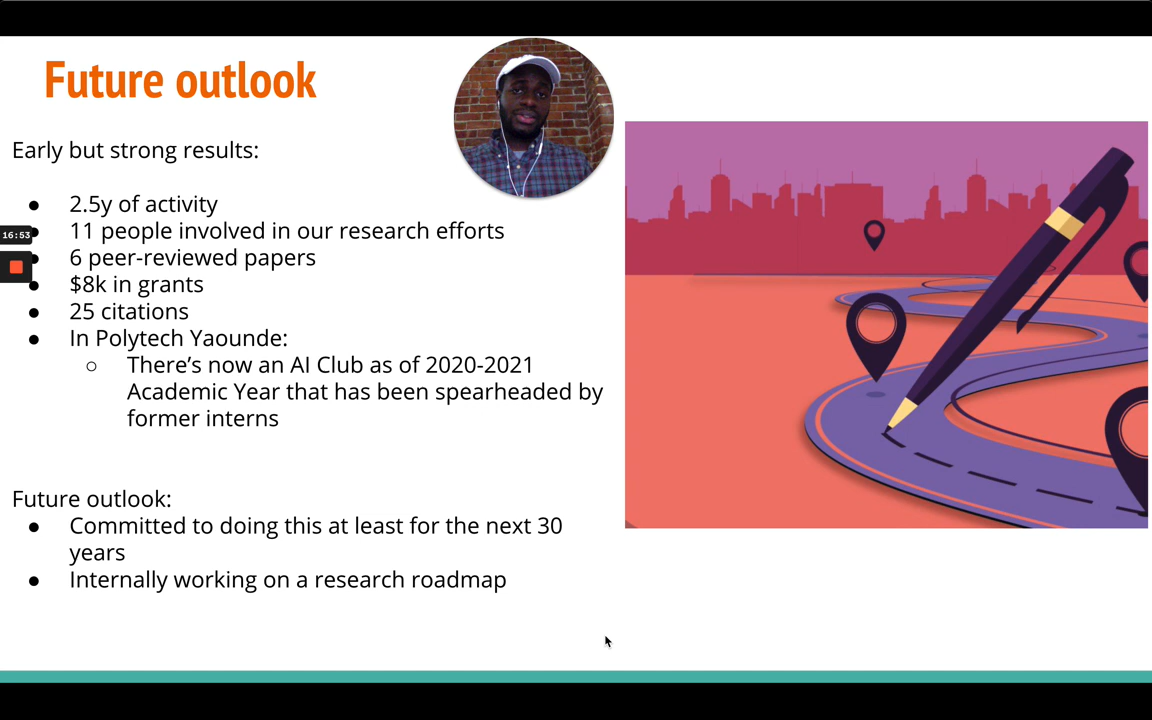 Future outlook
Early but strong results:
● 2.5y of activity
● 11 people involved in our research efforts
● 6 peer-reviewed papers
● $8k in grants
● 25 citations
● In Polytech Yaounde:
○ There’s now an AI Club as of 2020-2021
Academic Year that has been spearheaded by
former interns
Future outlook:
● Committed to doing this at least for the next 30
years
● Internally working on a research roadmap
16:53